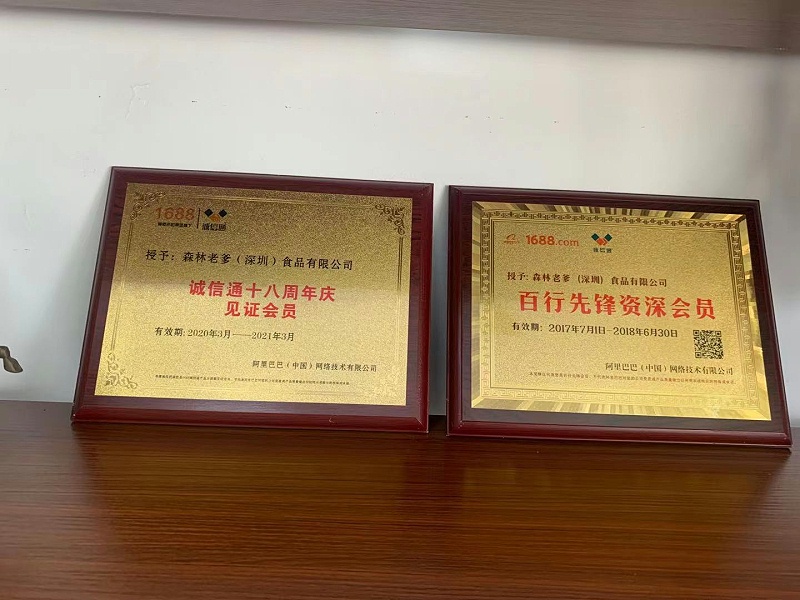 1688
诚信通
授予：森林老爹（深圳）食品有限公司
诚信通十八周年庆
见证会员
有效期：2020年3月——2021年3月
阿里巴巴（中国）网络技术有限公司
1688.com
诚信通
授予：森林老爹（深圳）食品有限公司
百行先锋资深会员
有效期：2017年7月1日-2018年6月30日
阿里巴巴（中国）网络技术有限公司